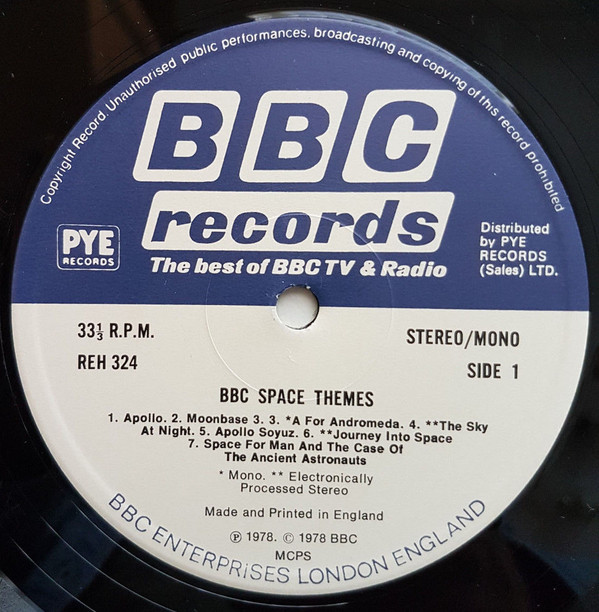 Copyright Record. Unauthorised public performances, broadcasting and copying of this record prohibited
BBC
records
The best of BBC TV & Radio
PYE
RECORDS
Distributed
by PYE
RECORDS
(Sales) LTD.
33⅓ R.P.M.
REH 324
STEREO/MONO
SIDE 1
BBC SPACE THEMES
1. Apollo. 2. Moonbase 3. 3. *A For Andromeda. 4. **The Sky
At Night. 5. Apollo Soyuz. 6. **Journey Into Space
7. Space For Man And The Case Of
The Ancient Astronauts
* Mono. ** Electronically
Processed Stereo
Made and Printed in England
℗ 1978. © 1978 BBC
MCPS
BBC ENTERPRISES LONDON ENGLAND